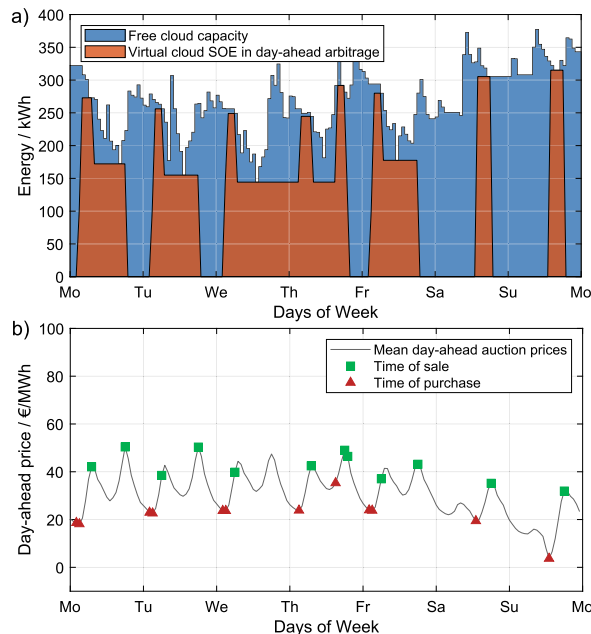 a)
400
350
300
250
200
150
100
50
0
Energy / kWh
Free cloud capacity
Virtual cloud SOE in day-ahead arbitrage
Mo Tu We Th Fr Sa Su Mo
Days of Week
b)
100
80
60
40
20
0
Day-ahead price / €/MWh
Mean day-ahead auction prices
Time of sale
Time of purchase
Mo Tu We Th Fr Sa Su Mo
Days of Week